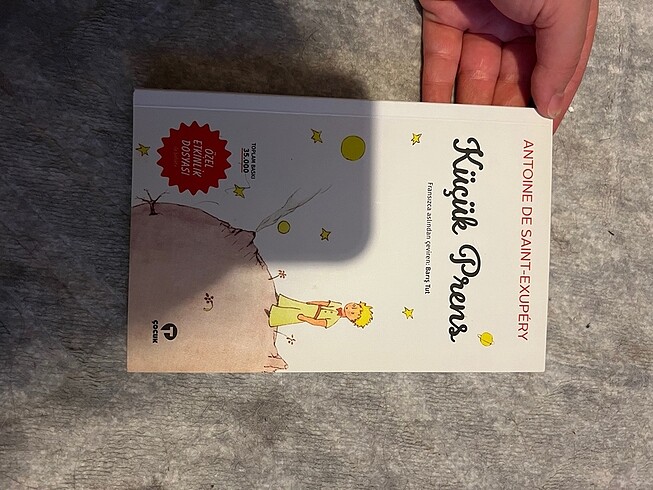 ANTOINE DE SAINT-EXUPÉRY
Küçük Prens
Fransızca aslından çeviren: Barış Tut
TOPLAM BASKI
35.000
ÖZEL
ETKİNLİK
DOSYASI
ÇOCUK